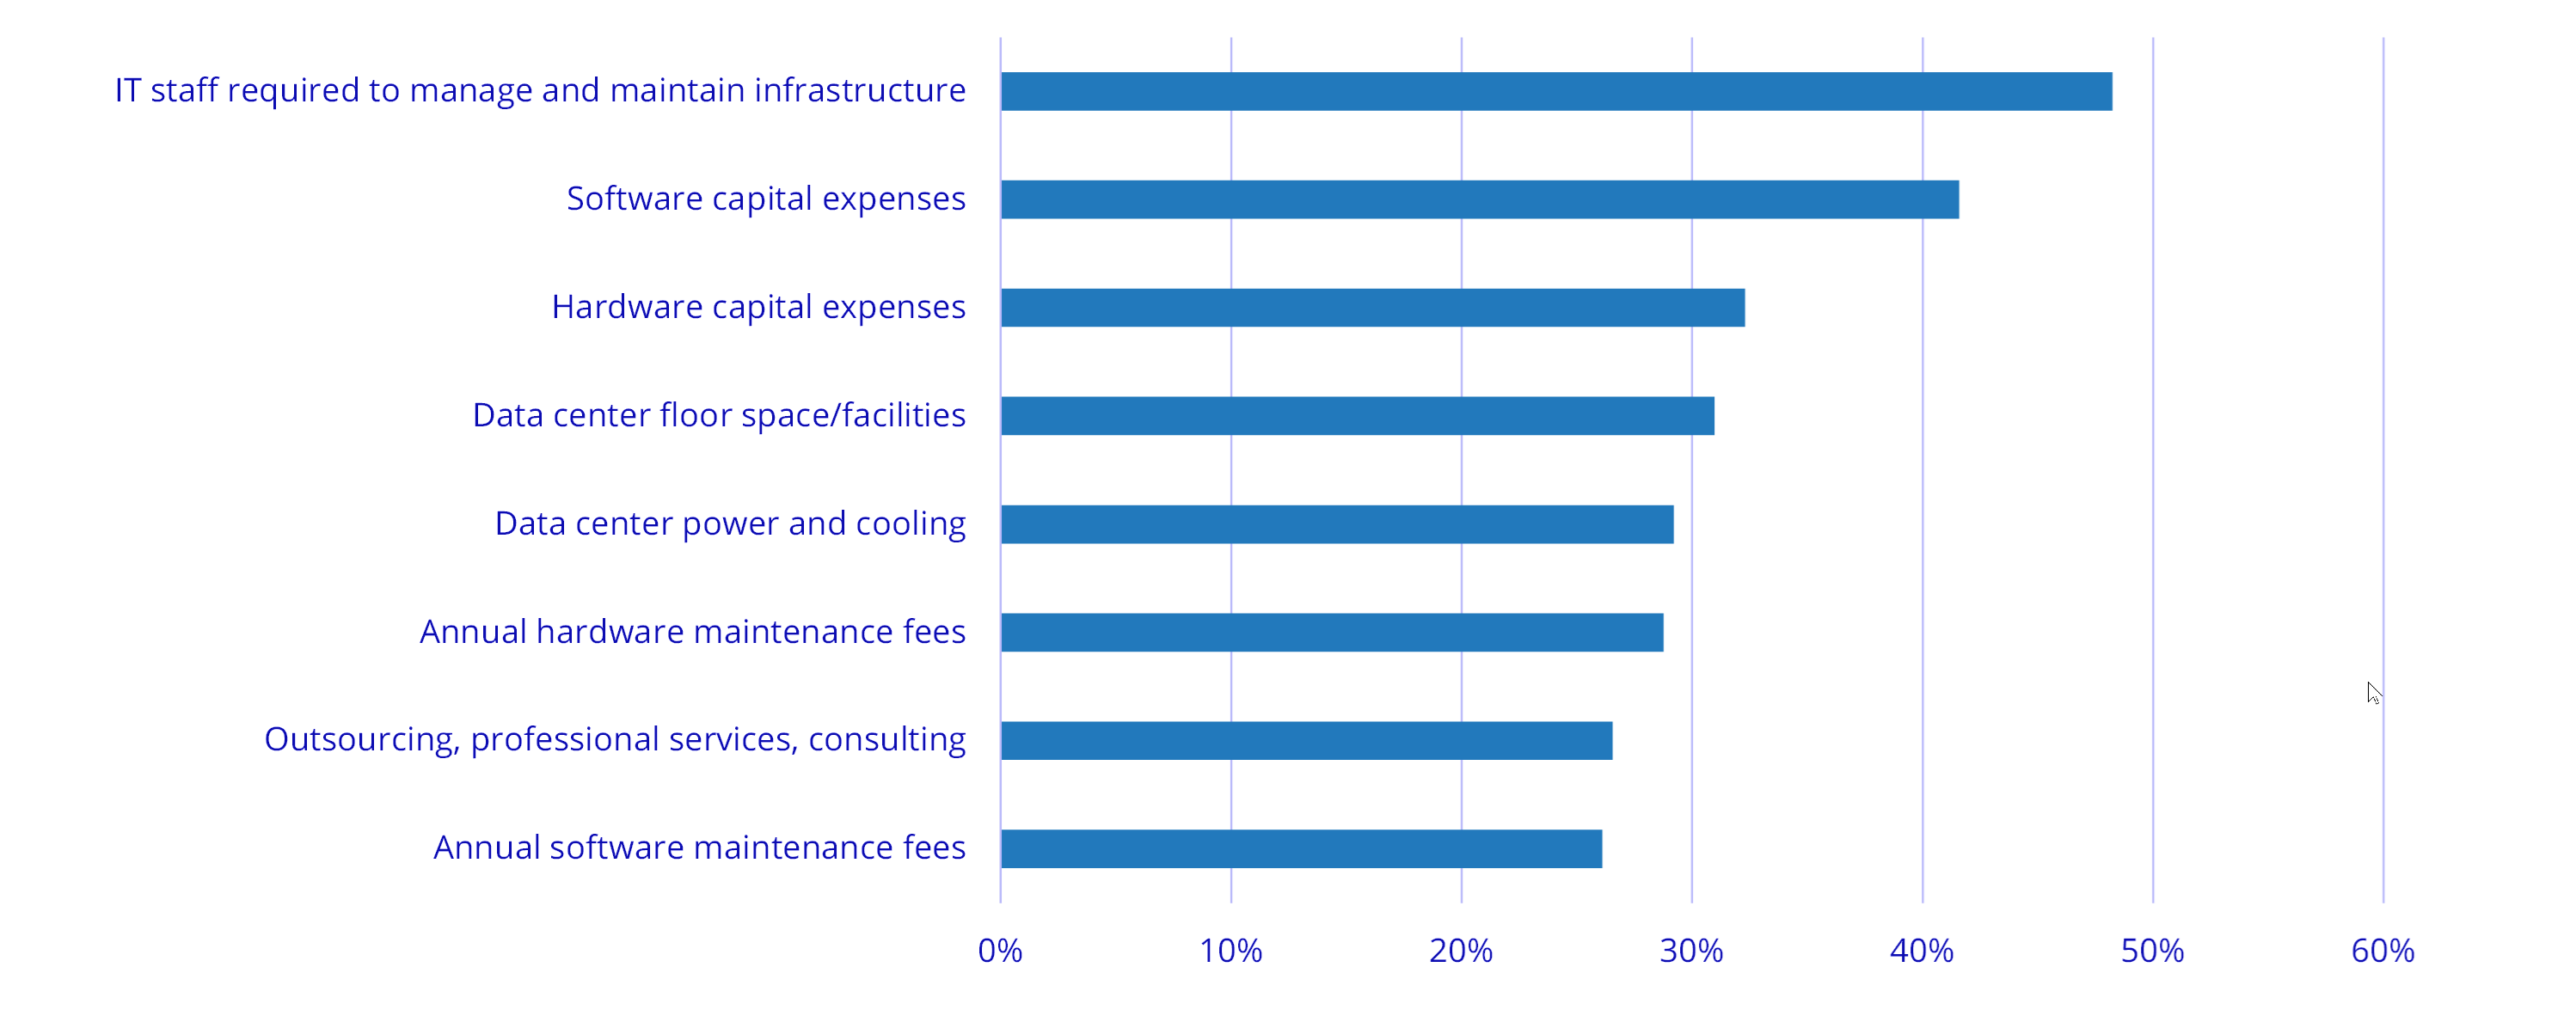 IT staff required to manage and maintain infrastructure
Software capital expenses
Hardware capital expenses
Data center floor space/facilities
Data center power and cooling
Annual hardware maintenance fees
Outsourcing, professional services, consulting
Annual software maintenance fees
0% 10% 20% 30% 40% 50% 60%